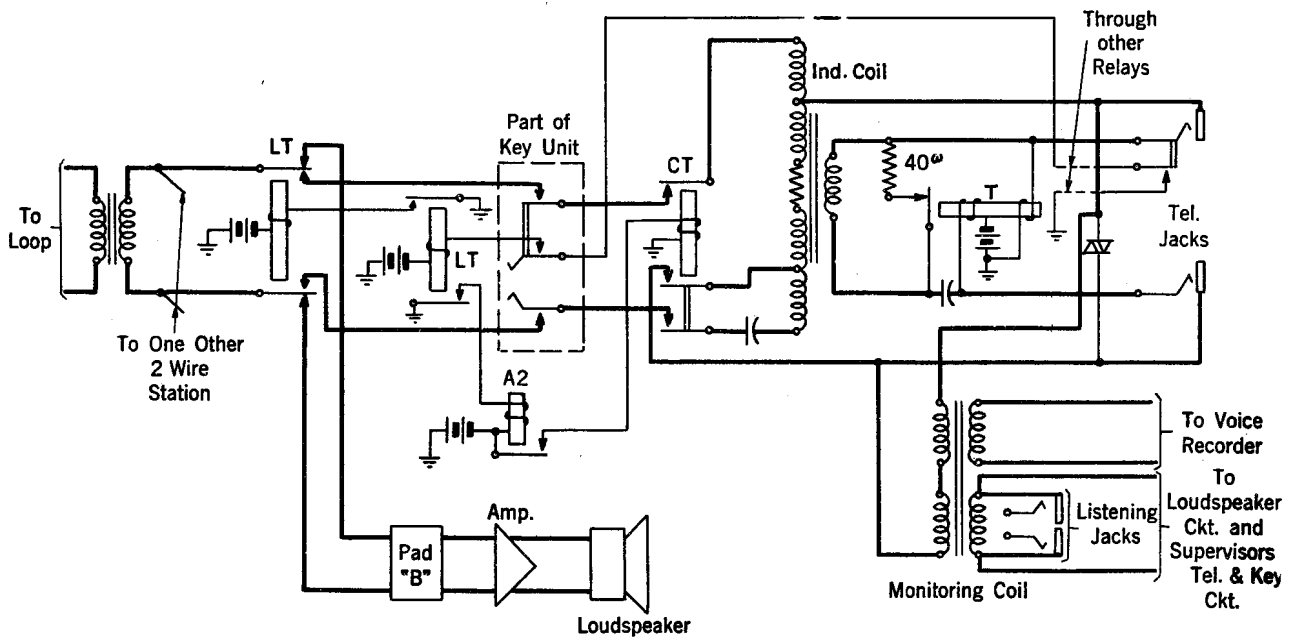 Through
other
Relays
Ind. Coil
Part of
Key Unit
LT
40ω
CT
T
To
Loop
LT
Tel.
Jacks
To One Other
2 Wire
Station
A2
To Voice
Recorder
Amp.
Pad
"B"
Listening
Jacks
To
Loudspeaker
Ckt. and
Supervisors
Tel. & Key
Ckt.
Monitoring Coil
Loudspeaker